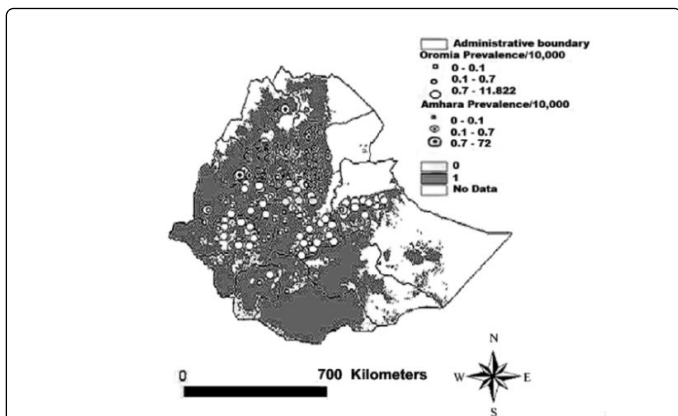 Administrative boundary
Oromia Prevalence/10,000
0 - 0.1
0.1 - 0.7
0.7 - 11.822
Amhara Prevalence/10,000
0 - 0.1
0.1 - 0.7
0.7 - 72
0
1
No Data
0 700 Kilometers
N
W E
S